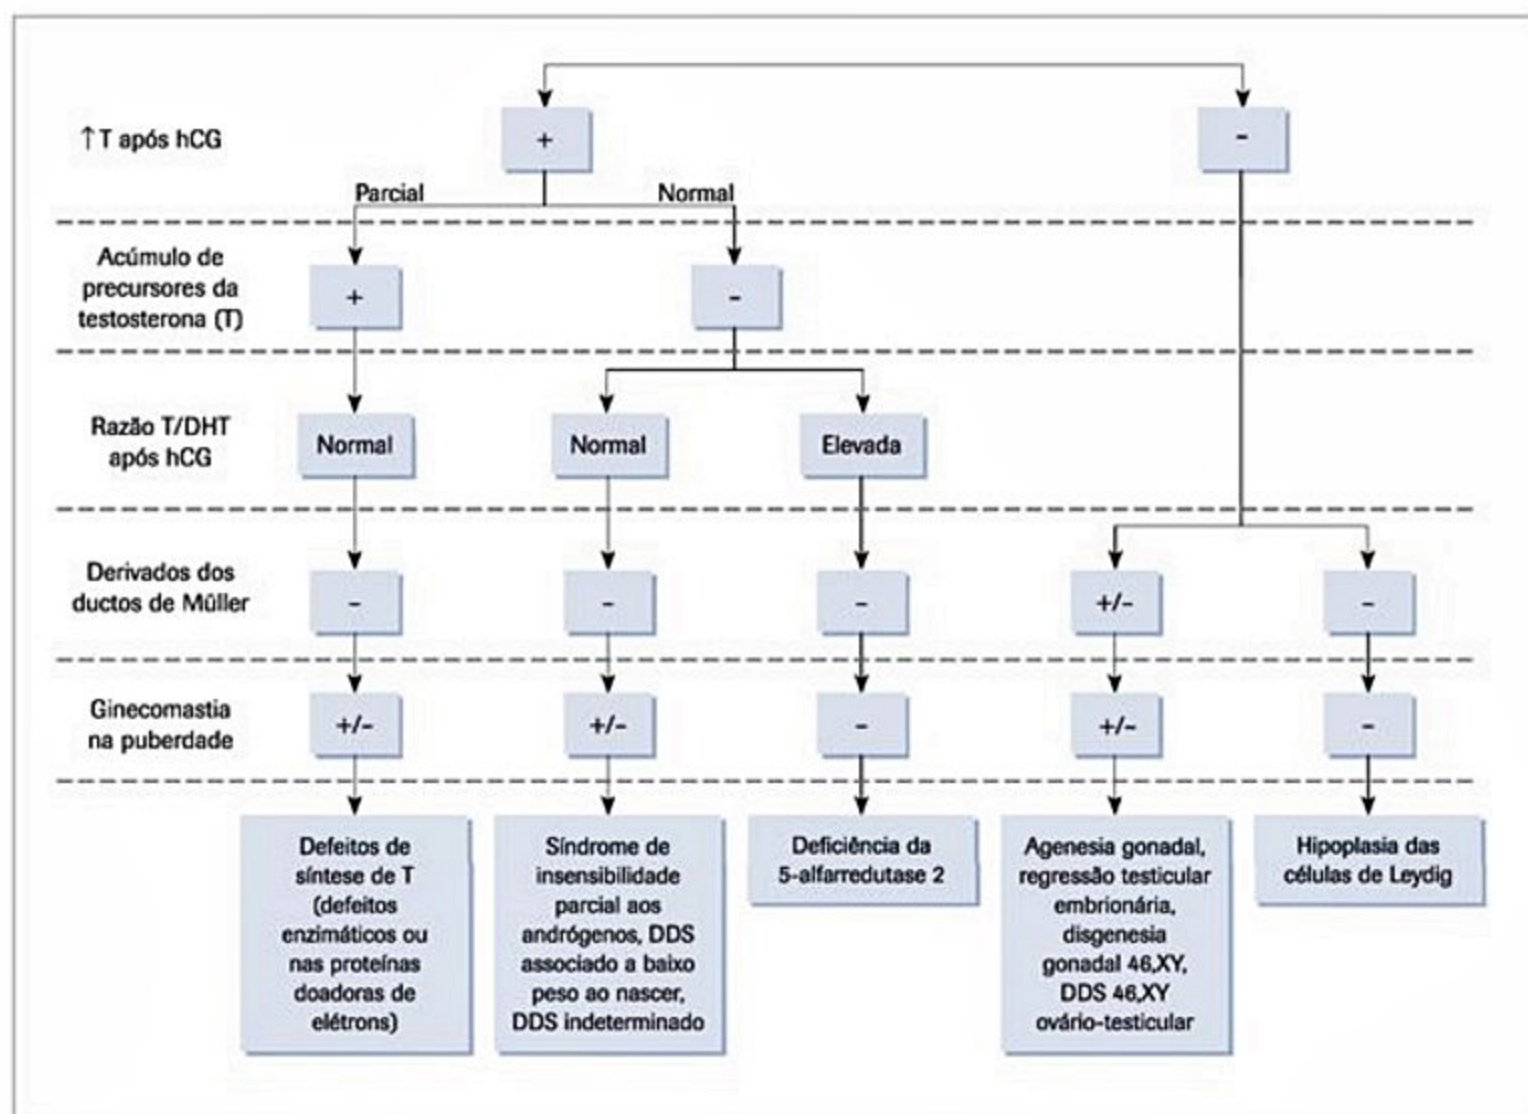 ↑T após hCG
+
-
Parcial
Normal
Acúmulo de
precursores da
testosterona (T)
+
-
Razão T/DHT
após hCG
Normal
Normal
Elevada
Derivados dos
ductos de Müller
-
-
-
+/-
-
Ginecomastia
na puberdade
+/-
+/-
-
+/-
-
Defeitos de
síntese de T
(defeitos
enzimáticos ou
nas proteínas
doadoras de
elétrons)
Síndrome de
insensibilidade
parcial aos
andrógenos, DDS
associado a baixo
peso ao nascer,
DDS indeterminado
Deficiência da
5-alfarredutase 2
Agenesia gonadal,
regressão testicular
embrionária,
disgenesia
gonadal 46,XY,
DDS 46,XY
ovário-testicular
Hipoplasia das
células de Leydig